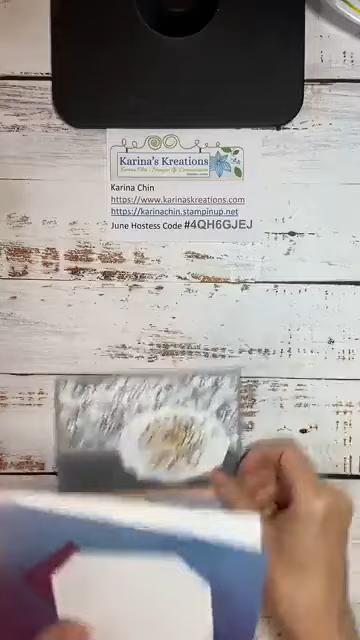 Karina's Kreations
Karina Chin
https://www.karinaskreations.com
https://karinachin.stampinup.net
June Hostess Code #4QH6GJEJ